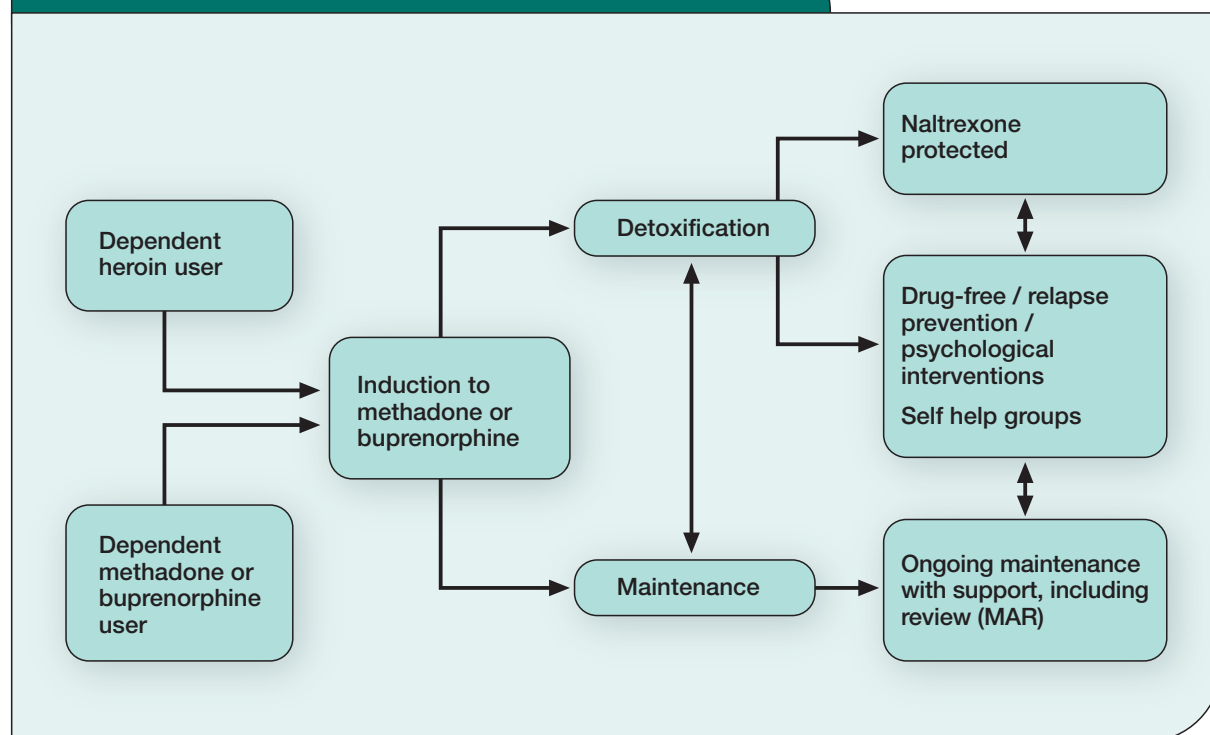 Dependent
heroin user
Dependent
methadone or
buprenorphine
user
Induction to
methadone or
buprenorphine
Detoxification
Maintenance
Naltrexone
protected
Drug-free / relapse
prevention /
psychological
interventions
Self help groups
Ongoing maintenance
with support, including
review (MAR)